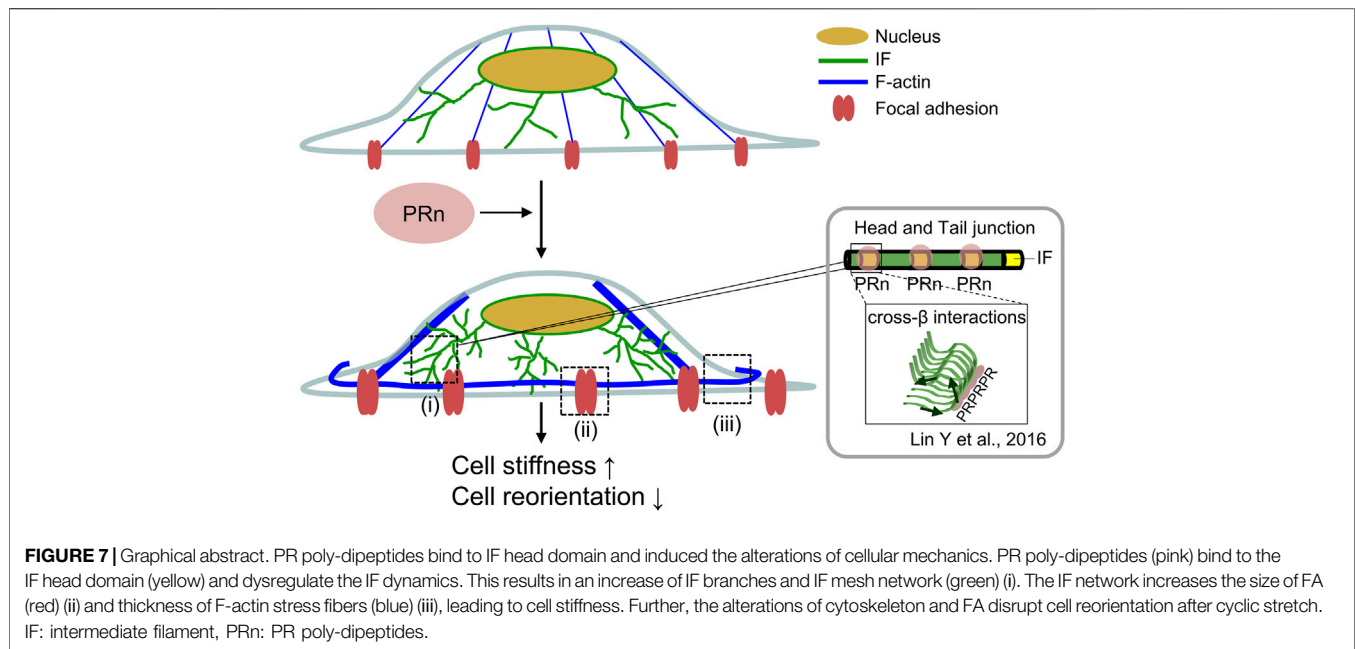 Nucleus
IF
F-actin
Focal adhesion
PRn
Head and Tail junction
IF
PRn PRn PRn
cross-β interactions
PRPRPR
Lin Y et al., 2016
(i)
(ii)
(iii)
Cell stiffness ↑
Cell reorientation ↓
FIGURE 7 | Graphical abstract. PR poly-dipeptides bind to IF head domain and induced the alterations of cellular mechanics. PR poly-dipeptides (pink) bind to the
IF head domain (yellow) and dysregulate the IF dynamics. This results in an increase of IF branches and IF mesh network (green) (i). The IF network increases the size of FA
(red) (ii) and thickness of F-actin stress fibers (blue) (iii), leading to cell stiffness. Further, the alterations of cytoskeleton and FA disrupt cell reorientation after cyclic stretch.
IF: intermediate filament, PRn: PR poly-dipeptides.